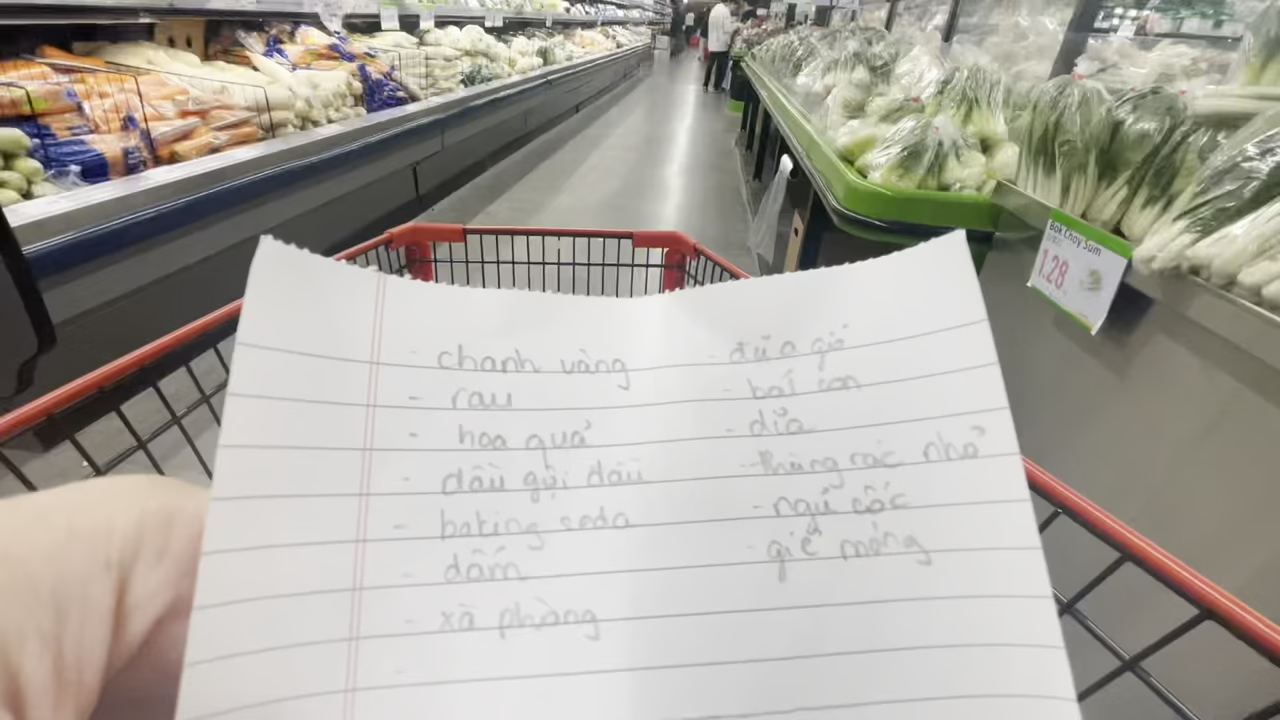 - chanh vàng
- rau
- hoa quả
- dầu gội đầu
- baking soda
- dấm
- xà phòng
-
- đũa gỗ
- bát con
- dĩa
- thùng rác nhỏ
- ngũ cốc
- giẻ mỏng
Bok Choy Sum
1.28